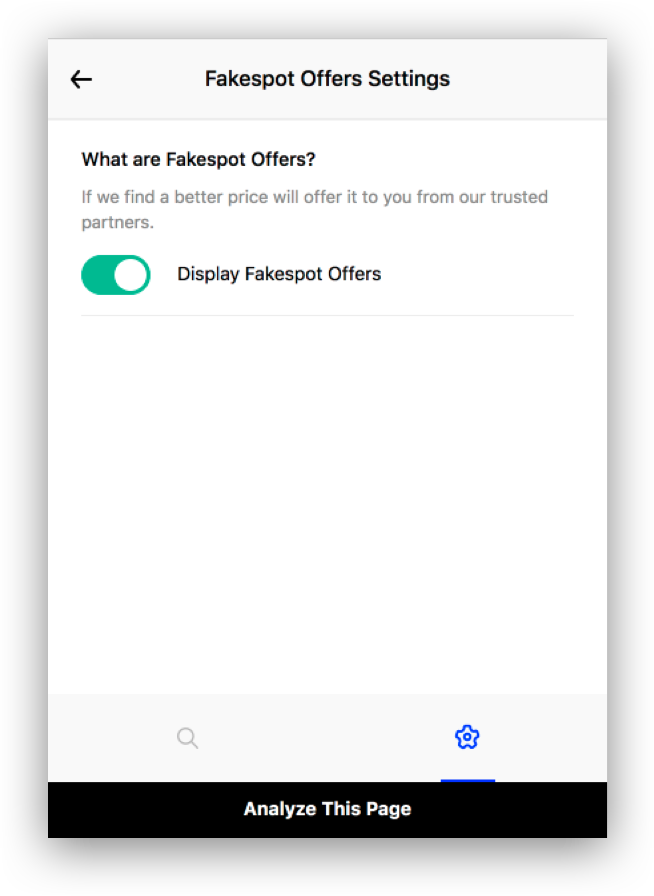 Fakespot Offers Settings
What are Fakespot Offers?
If we find a better price will offer it to you from our trusted
partners.
Display Fakespot Offers
Analyze This Page